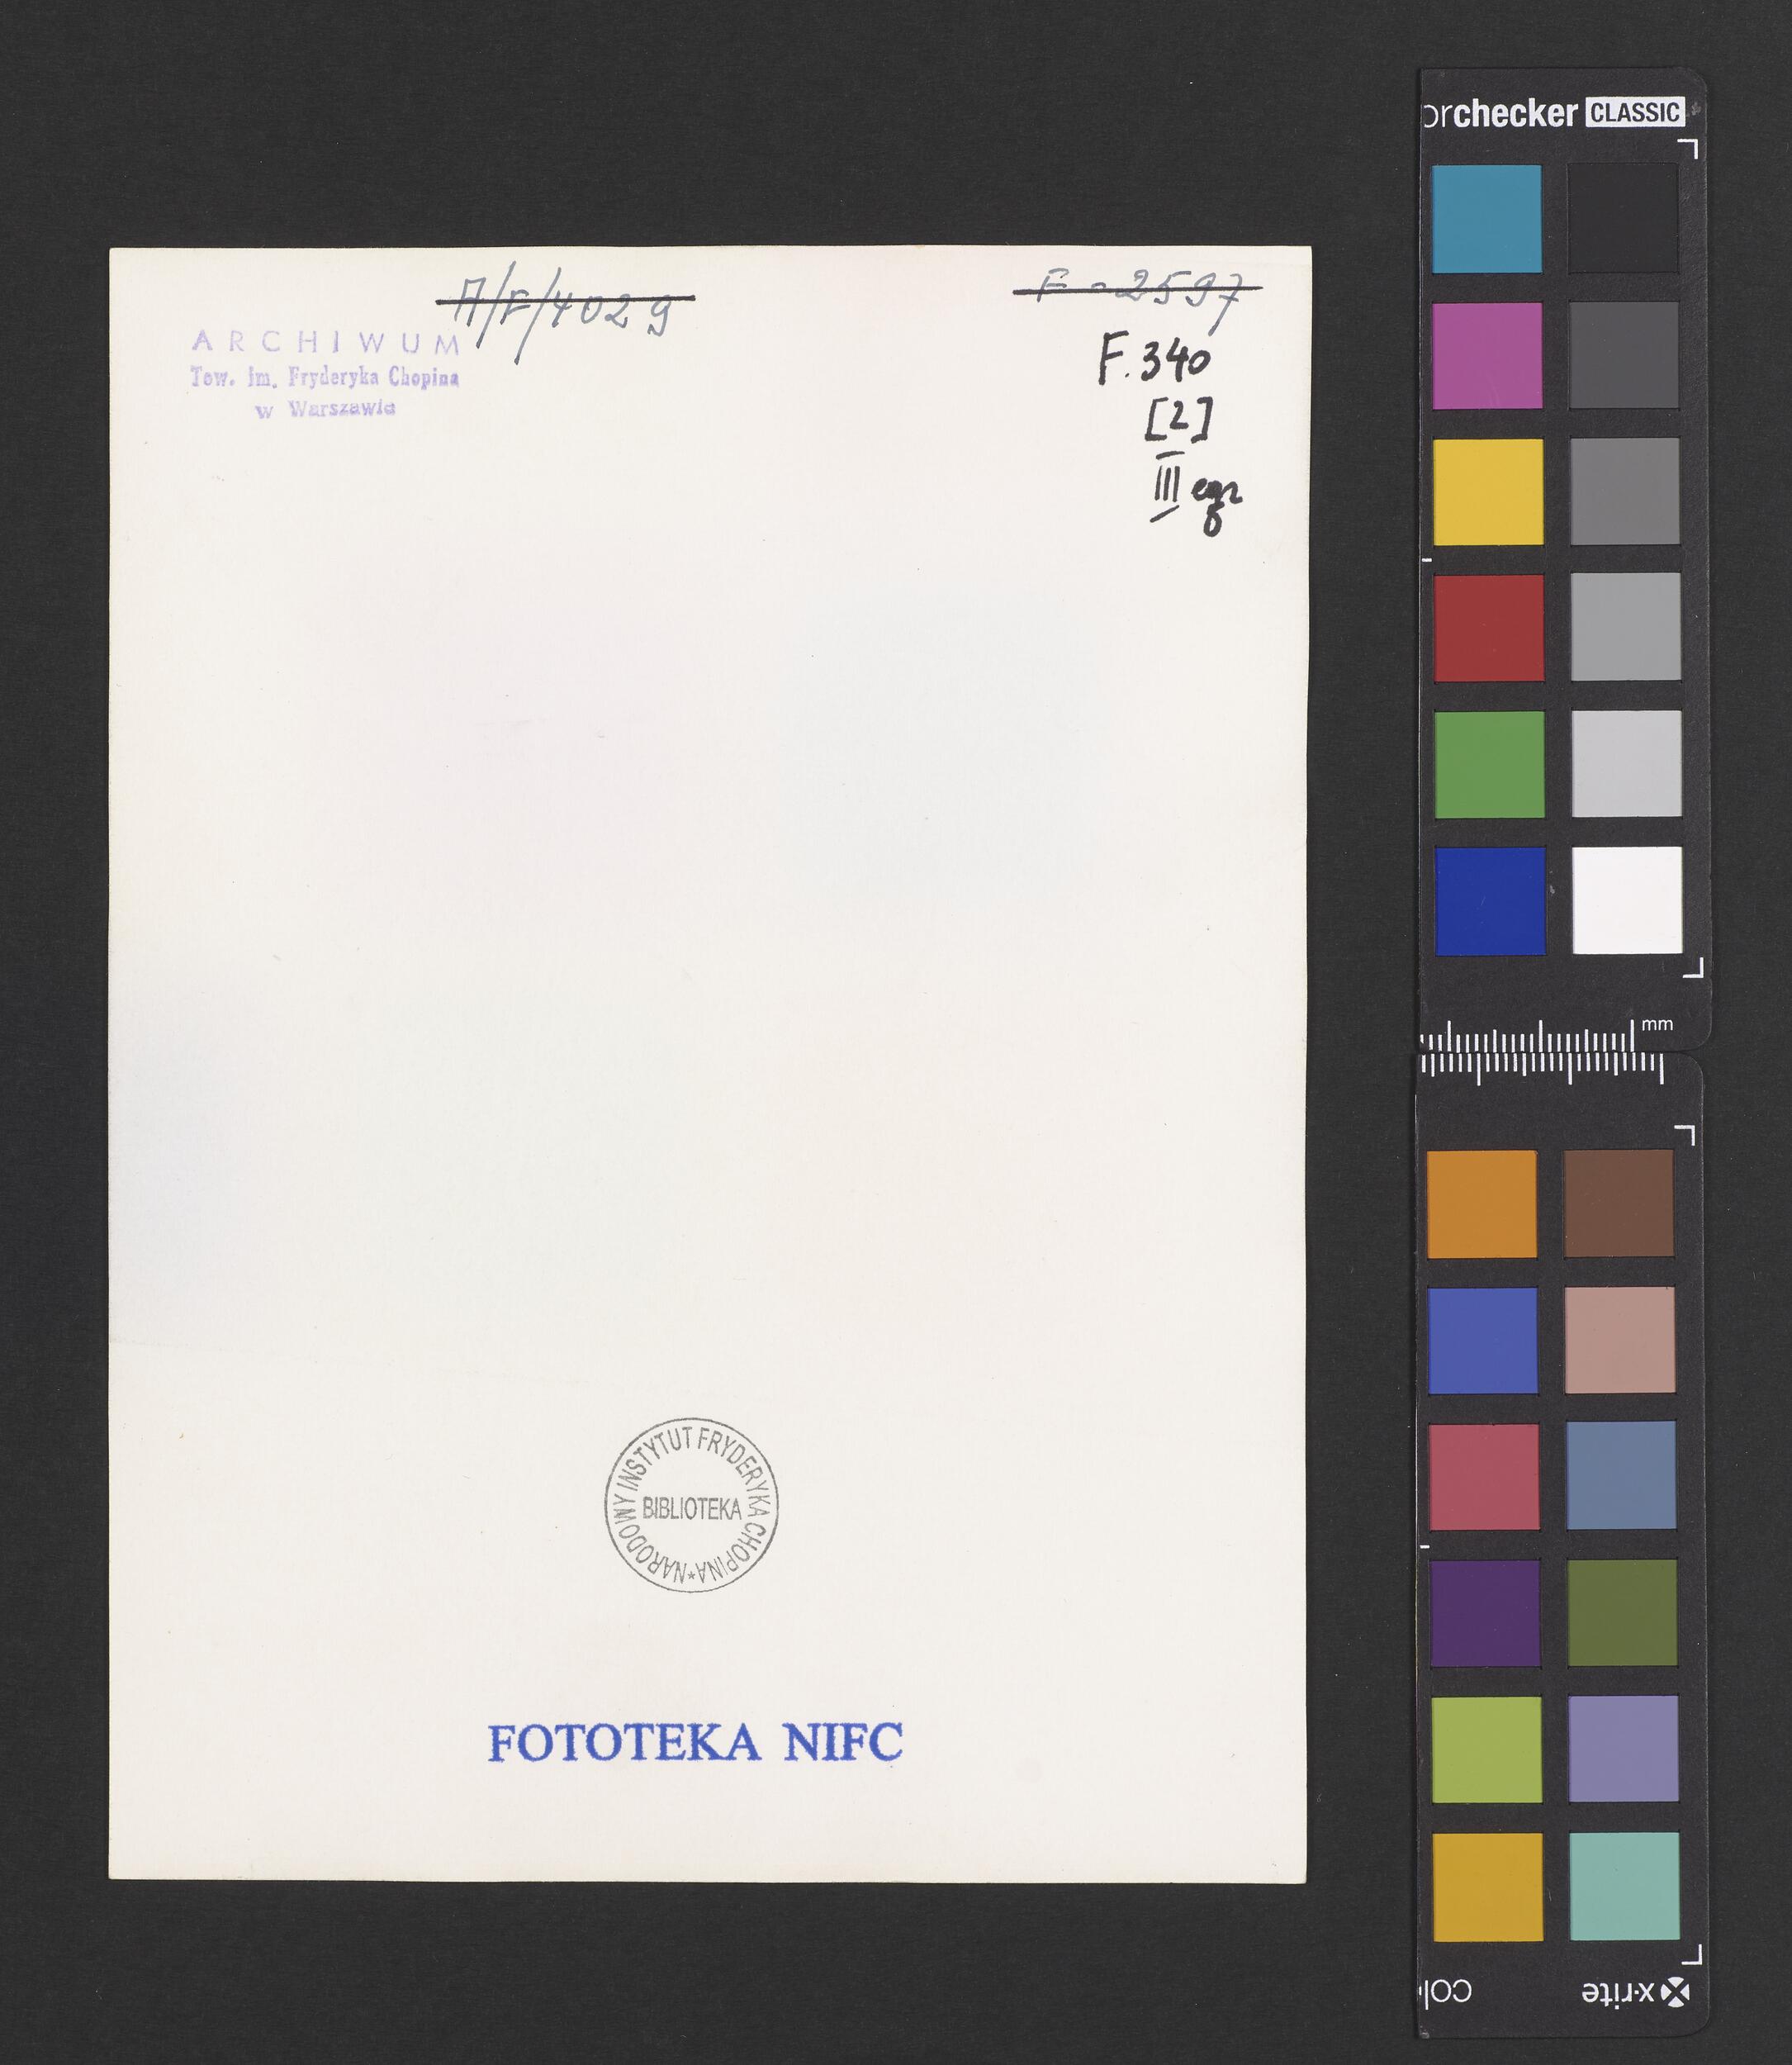 A/F/4029
F-2597
ARCHIWUM
Tow. im. Fryderyka Chopina
w Warszawie
F. 340
[2]
III egz
NARODOWY INSTYTUT FRYDERYKA CHOPINA *
BIBLIOTEKA
FOTOTEKA NIFC
orchecker CLASSIC
mm
x-rite
col